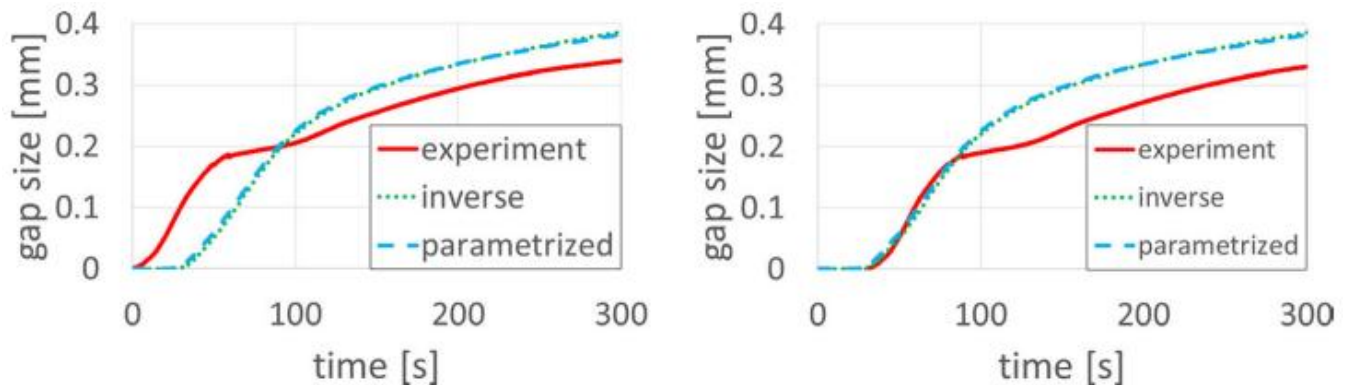 gap size [mm]
0.4
0.3
0.2
0.1
0
0 100 200 300
time [s]
experiment
inverse
parametrized
gap size [mm]
0.4
0.3
0.2
0.1
0
0 100 200 300
time [s]
experiment
inverse
parametrized